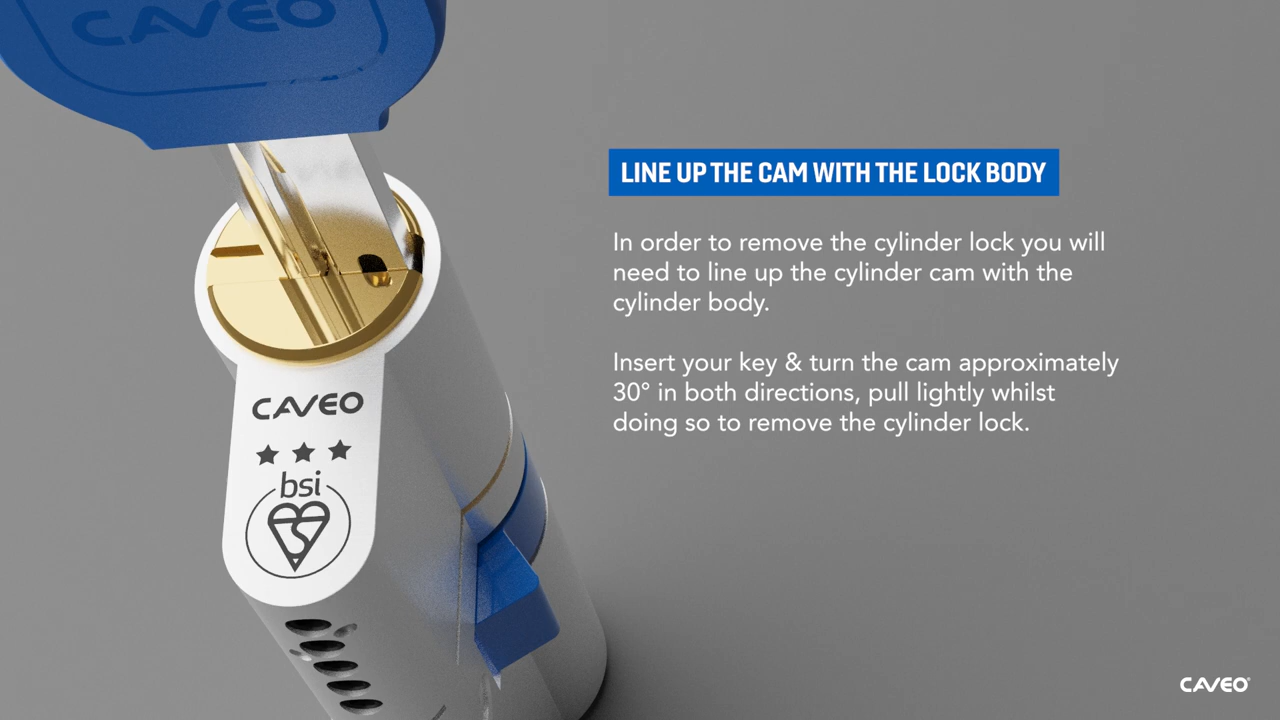 CAVEO
LINE UP THE CAM WITH THE LOCK BODY
In order to remove the cylinder lock you will
need to line up the cylinder cam with the
cylinder body.
Insert your key & turn the cam approximately
30° in both directions, pull lightly whilst
doing so to remove the cylinder lock.
CAVEO
bsi
CAVEO®